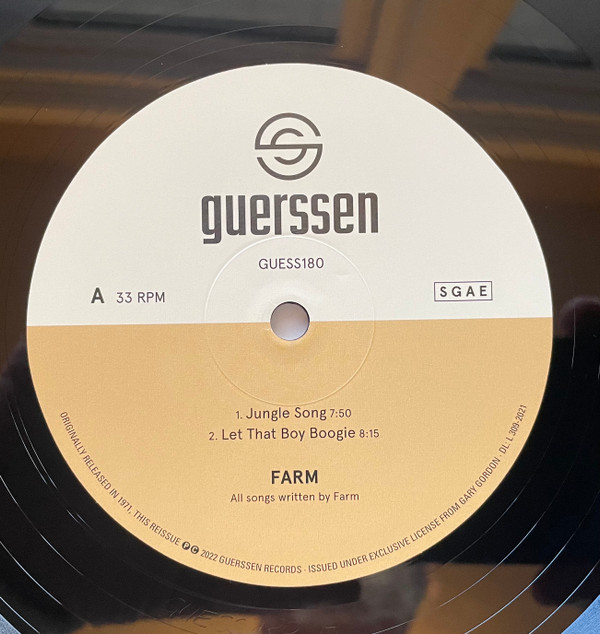 guerssen
GUESS180
A 33 RPM
SGAE
1. Jungle Song 7:50
2. Let That Boy Boogie 8:15
FARM
All songs written by Farm
ORIGINALLY RELEASED IN 1971, THIS REISSUE Ⓟ Ⓒ 2022 GUERSSEN RECORDS · ISSUED UNDER EXCLUSIVE LICENSE FROM GARY GORDON · DL: L 309-2021